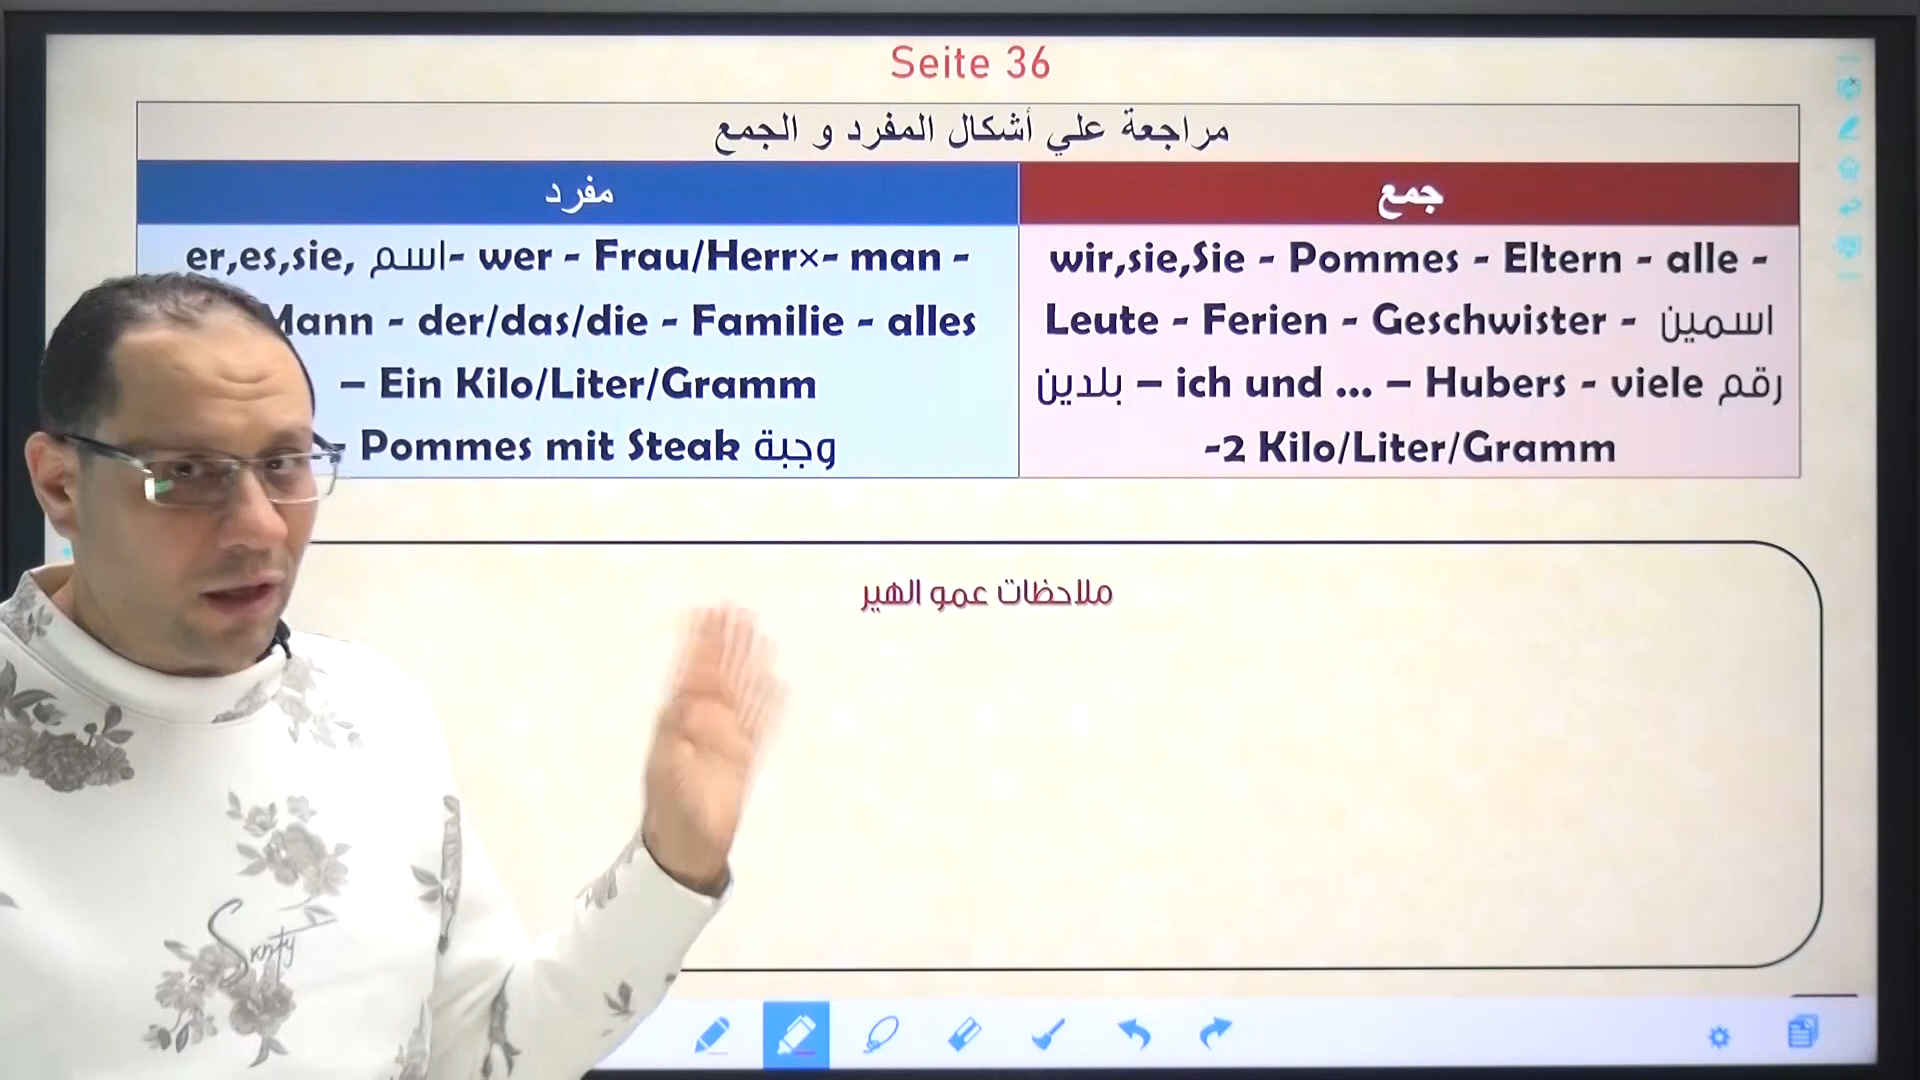 Seite 36
مراجعة علي أشكال المفرد و الجمع
مفرد
جمع
er,es,sie, اسم- wer - Frau/Herr×- man -
Mann - der/das/die - Familie - alles
– Ein Kilo/Liter/Gramm
- Pommes mit Steak وجبة
wir,sie,Sie - Pommes - Eltern - alle -
Leute - Ferien - Geschwister - اسمين
بلدين – ich und ... – Hubers - viele رقم
-2 Kilo/Liter/Gramm
ملاحظات عمو الهير